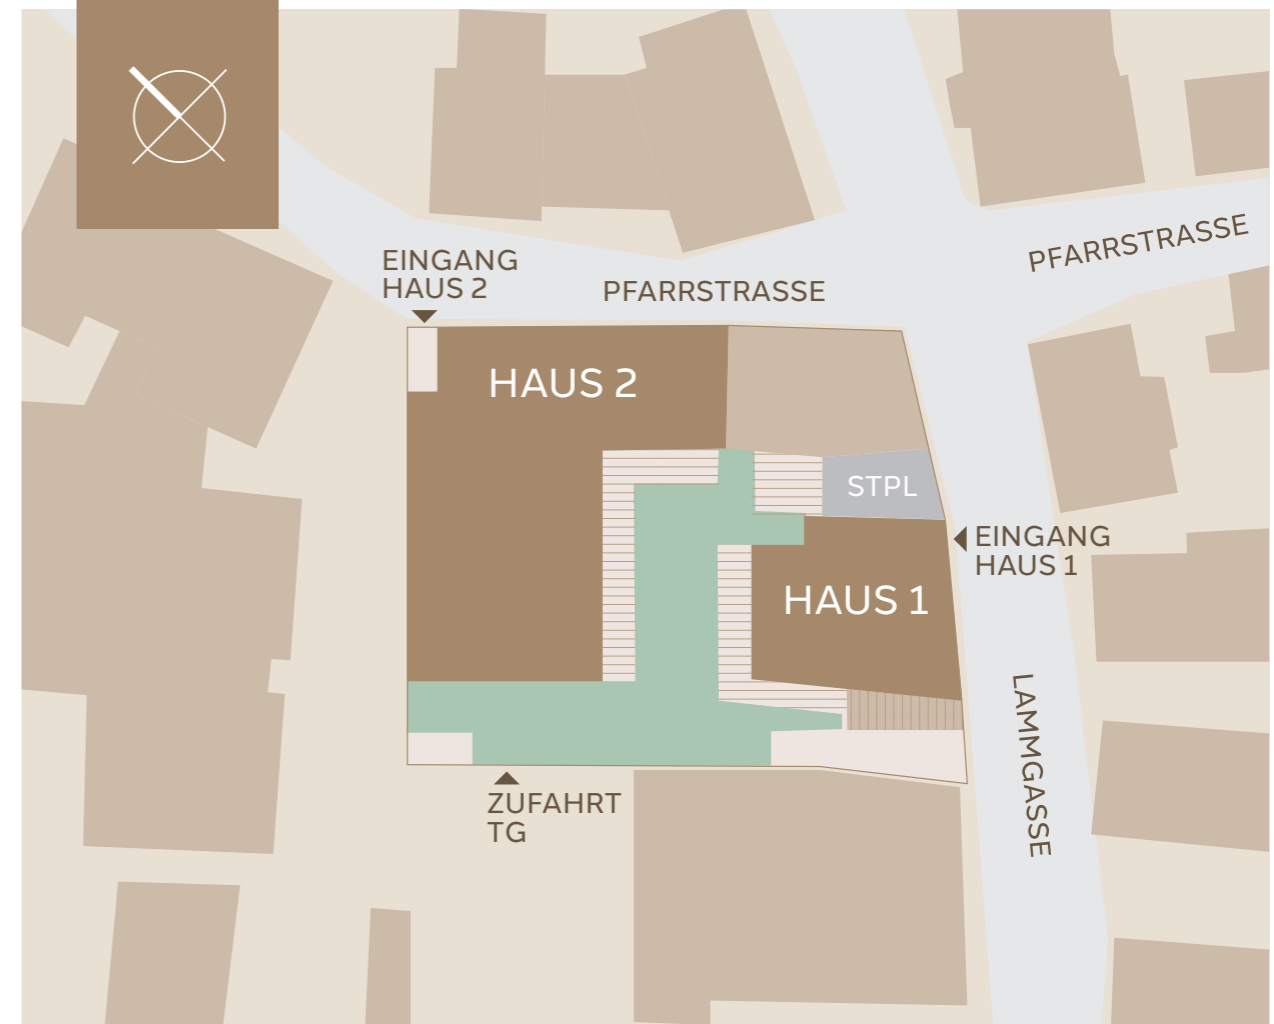 PFARRSTRASSE
EINGANG
HAUS 2
PFARRSTRASSE
HAUS 2
STPL
EINGANG
HAUS 1
HAUS 1
LAMMGASSE
ZUFAHRT
TG